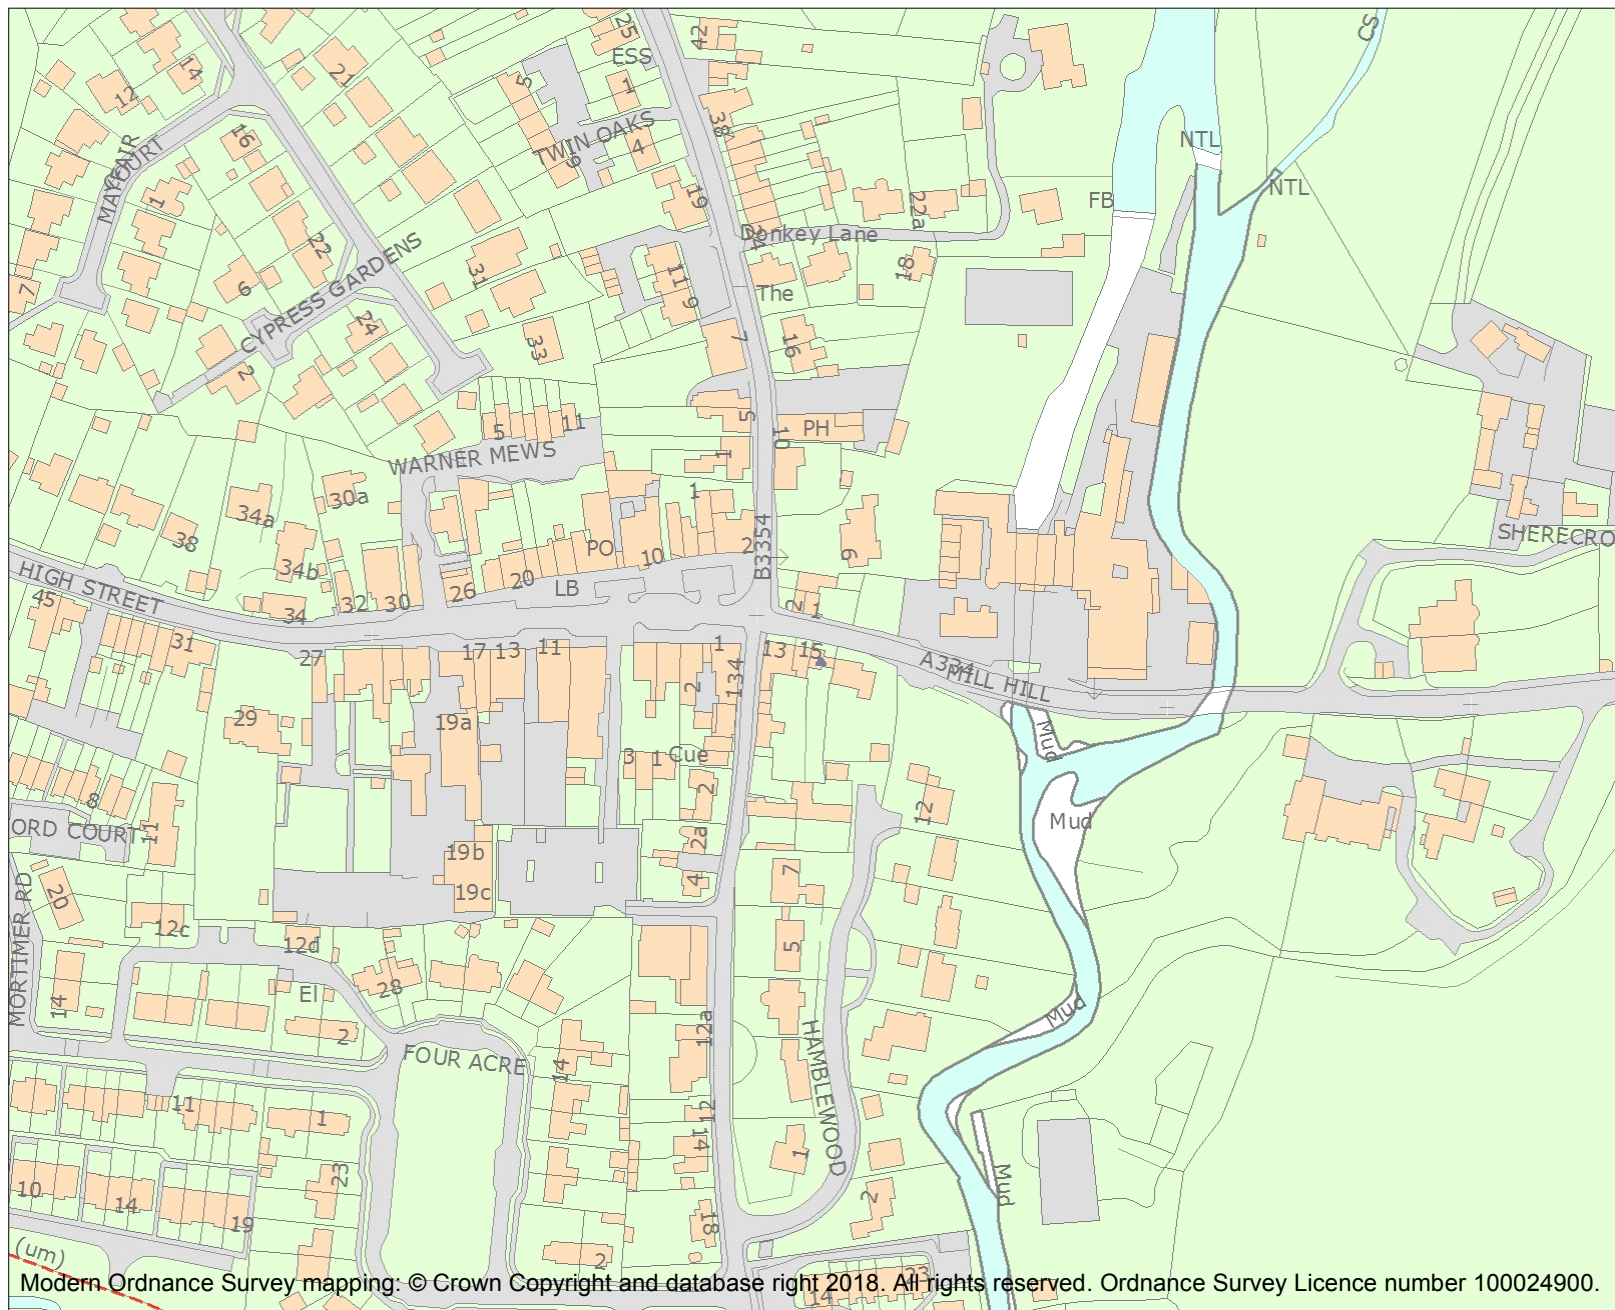 25
42
CS
ESS
14
21
5
1
12
38
TWIN OAKS
4
6
16
NTL
MAYFAIR
COURT
NTL
1
19
22a
FB
22
24
Donkey Lane
31
11
9
18
7
6
The
CYPRESS GARDENS
24
33
7
16
2
5
10
PH
5
11
WARNER MEWS
1
30a
1
34a
38
34b
PO
10
2
B3354
9
SHERECRO
HIGH STREET
45
34
32
30
26
20
LB
2
1
31
27
17
13
11
1
13
15
A334
MILL HILL
134
2
29
19a
Mud
3
1
Cue
8
2
12
Mud
ORD COURT
11
19b
2a
7
MORTIMER RD
2b
19c
4
12c
12d
5
14
EI
28
Mud
2
12a
FOUR ACRE
14
HAMBLEWOOD
11
1
12
14
1
10
14
23
19
Mud
2
18
(um)
2
23
14
Modern Ordnance Survey mapping: © Crown Copyright and database right 2018. All rights reserved. Ordnance Survey Licence number 100024900.